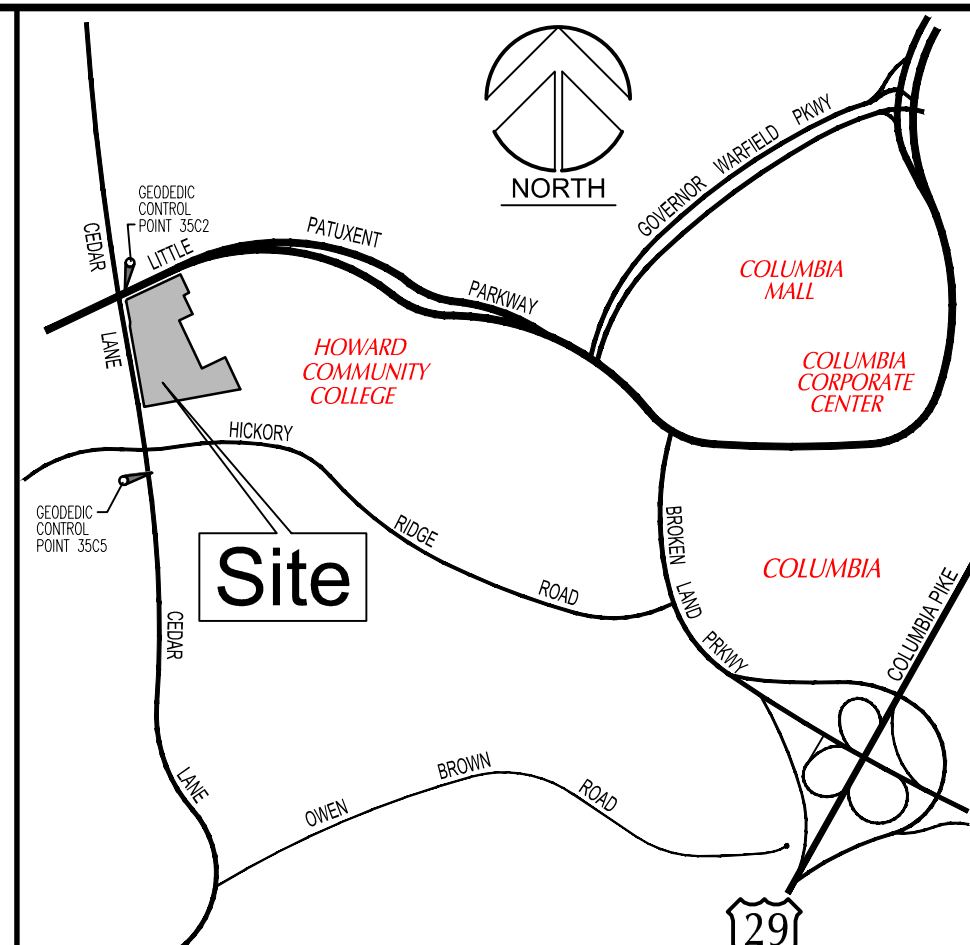 NORTH
GOVERNOR WARFIELD PKWY
GEODEDIC
CONTROL
POINT 35C2
CEDAR
LANE
LITTLE
PATUXENT
PARKWAY
COLUMBIA
MALL
HOWARD
COMMUNITY
COLLEGE
COLUMBIA
CORPORATE
CENTER
HICKORY
RIDGE
ROAD
GEODEDIC
CONTROL
POINT 35C5
Site
BROKEN LAND PRKWY
COLUMBIA
COLUMBIA PIKE
CEDAR
LANE
OWEN
BROWN
ROAD
29